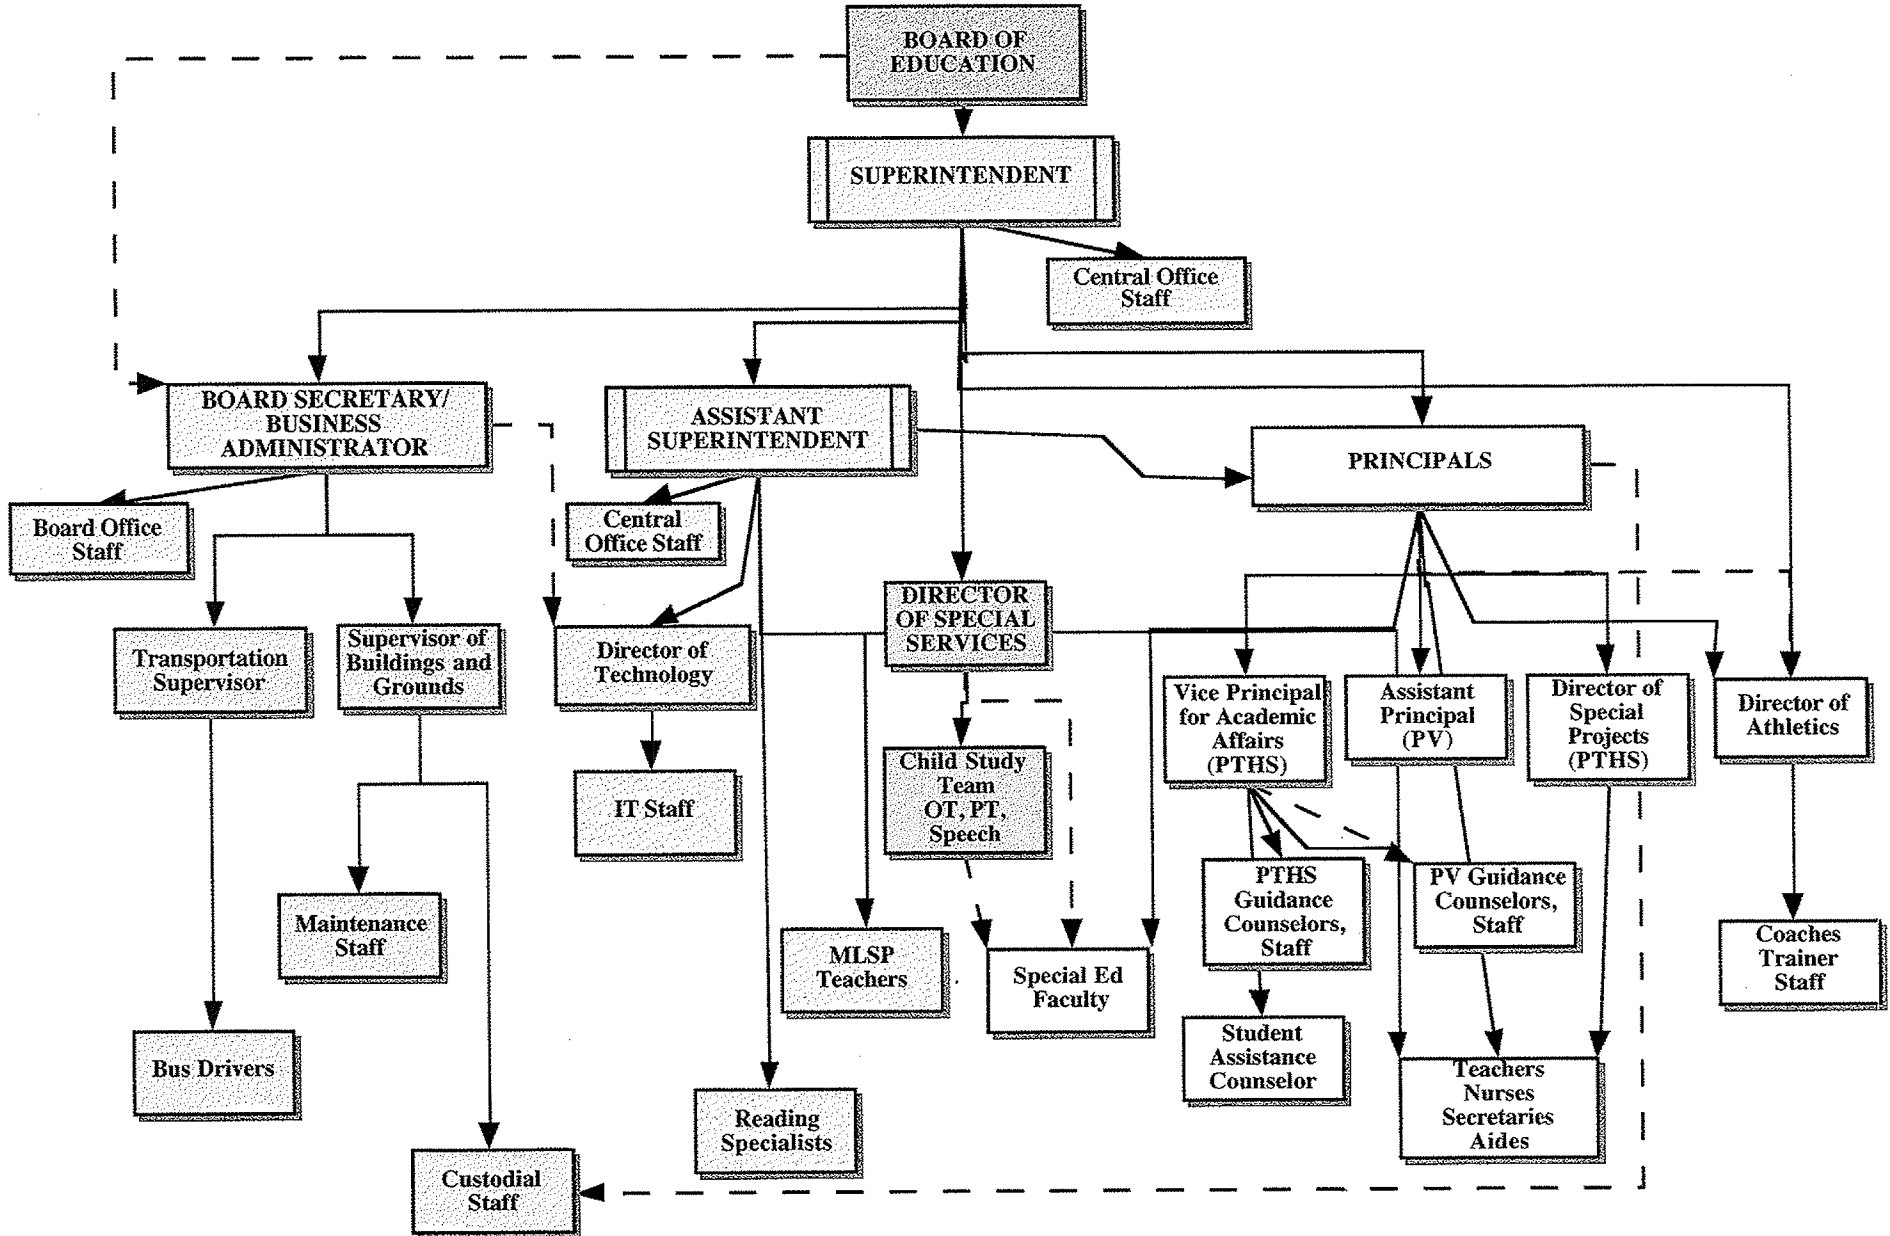 BOARD OF
EDUCATION
SUPERINTENDENT
Central Office
Staff
BOARD SECRETARY/
BUSINESS
ADMINISTRATOR
ASSISTANT
SUPERINTENDENT
PRINCIPALS
Board Office
Staff
Central
Office Staff
DIRECTOR
OF SPECIAL
SERVICES
Transportation
Supervisor
Supervisor of
Buildings and
Grounds
Director of
Technology
Vice Principal
for Academic
Affairs
(PTHS)
Assistant
Principal
(PV)
Director of
Special
Projects
(PTHS)
Director of
Athletics
IT Staff
Child Study
Team
OT, PT,
Speech
PTHS
Guidance
Counselors,
Staff
PV Guidance
Counselors,
Staff
Maintenance
Staff
MLSP
Teachers
Special Ed
Faculty
Coaches
Trainer
Staff
Student
Assistance
Counselor
Bus Drivers
Reading
Specialists
Teachers
Nurses
Secretaries
Aides
Custodial
Staff